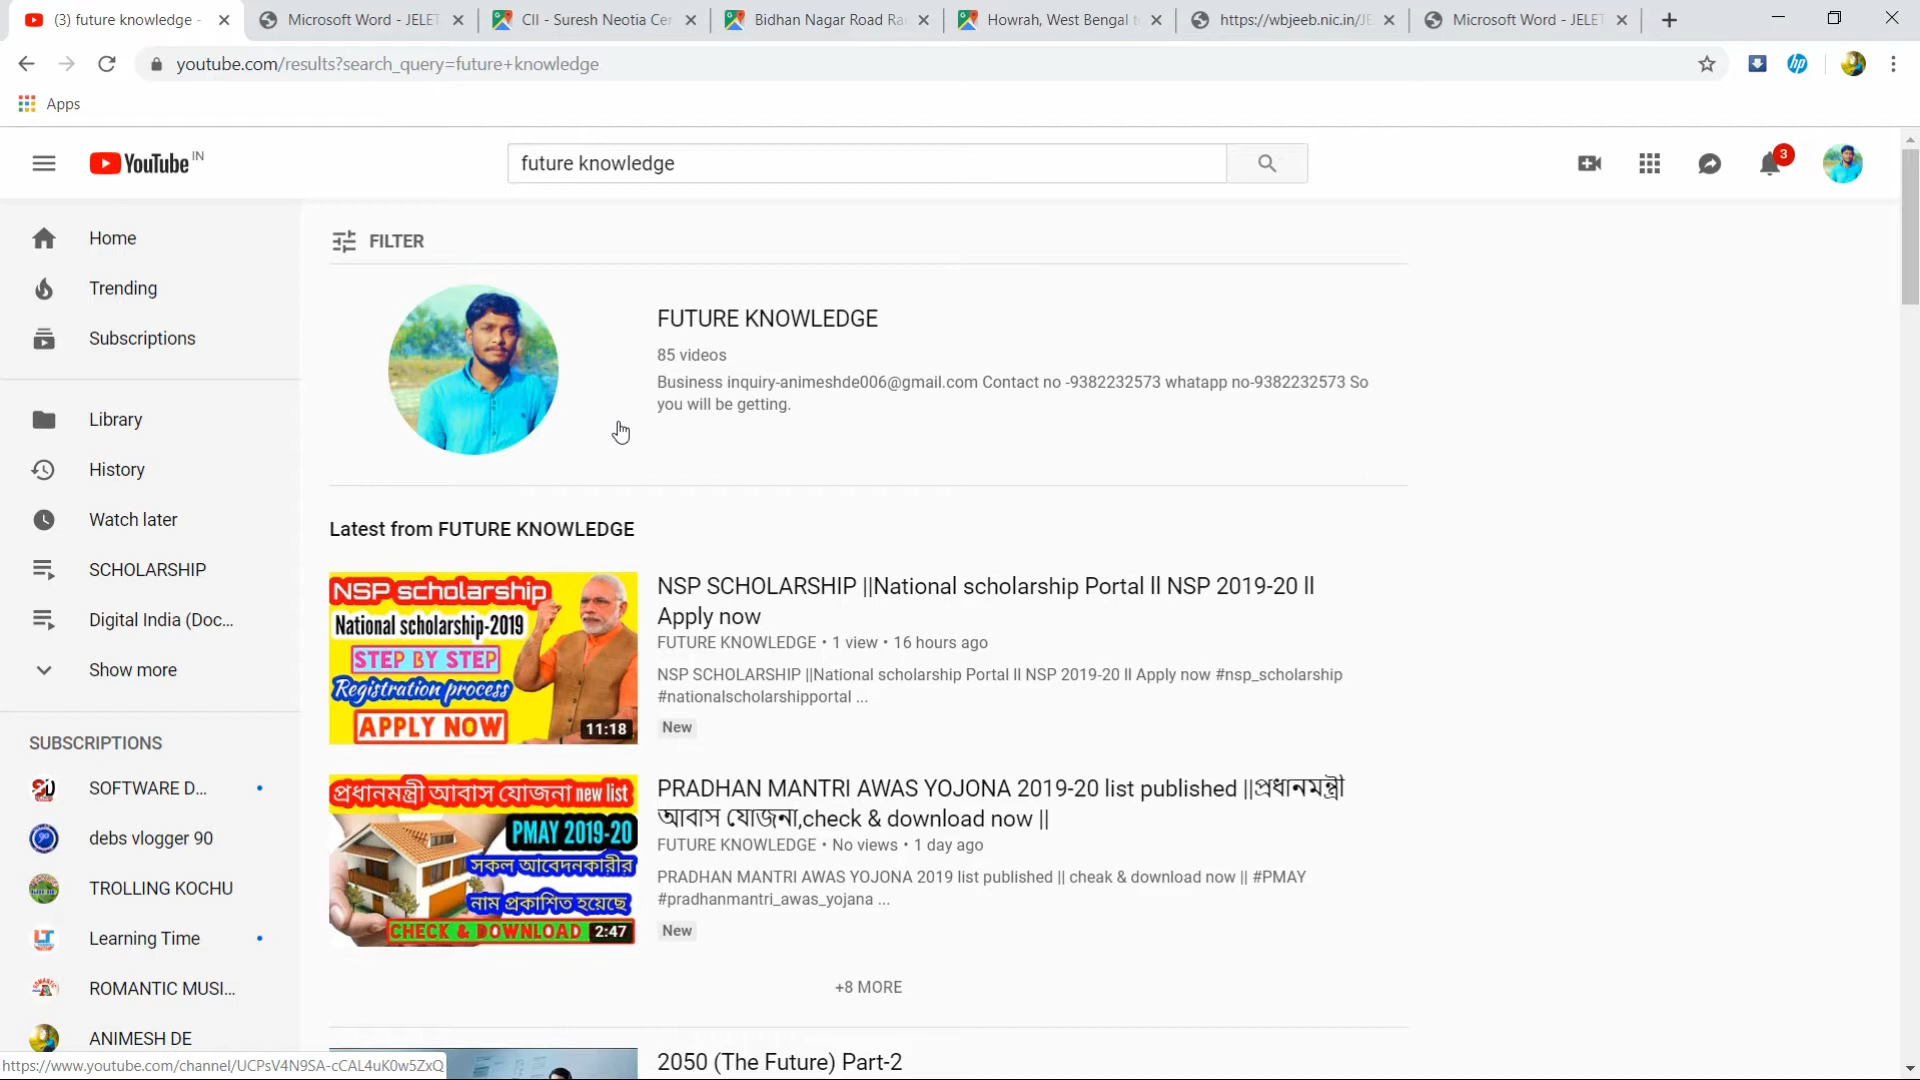 (3) future knowledge -
Microsoft Word - JELET
CII - Suresh Neotia Cen
Bidhan Nagar Road Ra
Howrah, West Bengal t
https://wbjeeb.nic.in/JE
Microsoft Word - JELET
youtube.com/results?search_query=future+knowledge
Apps
YouTube IN
future knowledge
3
Home
Trending
Subscriptions
Library
History
Watch later
SCHOLARSHIP
Digital India (Doc...
Show more
SUBSCRIPTIONS
SOFTWARE D...
debs vlogger 90
TROLLING KOCHU
Learning Time
ROMANTIC MUSI...
ANIMESH DE
FILTER
FUTURE KNOWLEDGE
85 videos
Business inquiry-animeshde006@gmail.com Contact no -9382232573 whatapp no-9382232573 So
you will be getting.
Latest from FUTURE KNOWLEDGE
NSP scholarship
National scholarship-2019
STEP BY STEP
Registration process
APPLY NOW
11:18
NSP SCHOLARSHIP ||National scholarship Portal ll NSP 2019-20 ll
Apply now
FUTURE KNOWLEDGE • 1 view • 16 hours ago
NSP SCHOLARSHIP ||National scholarship Portal ll NSP 2019-20 ll Apply now #nsp_scholarship
#nationalscholarshipportal ...
New
প্রধানমন্ত্রী আবাস যোজনা new list
PMAY 2019-20
সকল আবেদনকারীর
নাম প্রকাশিত হয়েছে
CHECK & DOWNLOAD
2:47
PRADHAN MANTRI AWAS YOJONA 2019-20 list published ||প্রধানমন্ত্রী
আবাস যোজনা,check & download now ||
FUTURE KNOWLEDGE • No views • 1 day ago
PRADHAN MANTRI AWAS YOJONA 2019 list published || cheak & download now || #PMAY
#pradhanmantri_awas_yojana ...
New
+8 MORE
2050 (The Future) Part-2
https://www.youtube.com/channel/UCPsV4N9SA-cCAL4uK0w5ZxQ